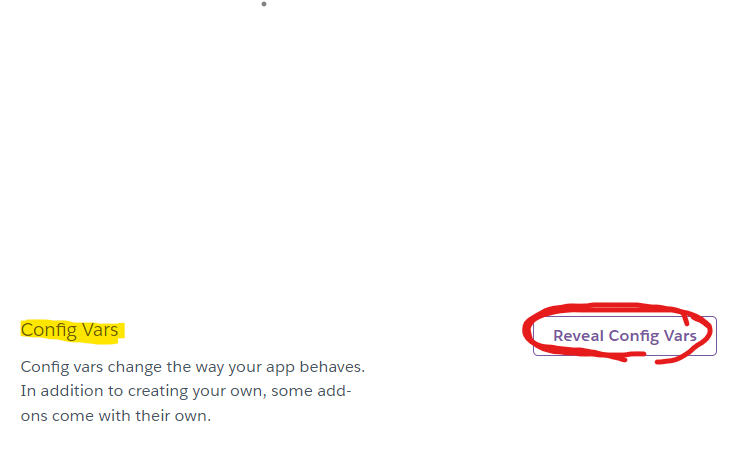 Config Vars
Reveal Config Vars
Config vars change the way your app behaves.
In addition to creating your own, some add-
ons come with their own.